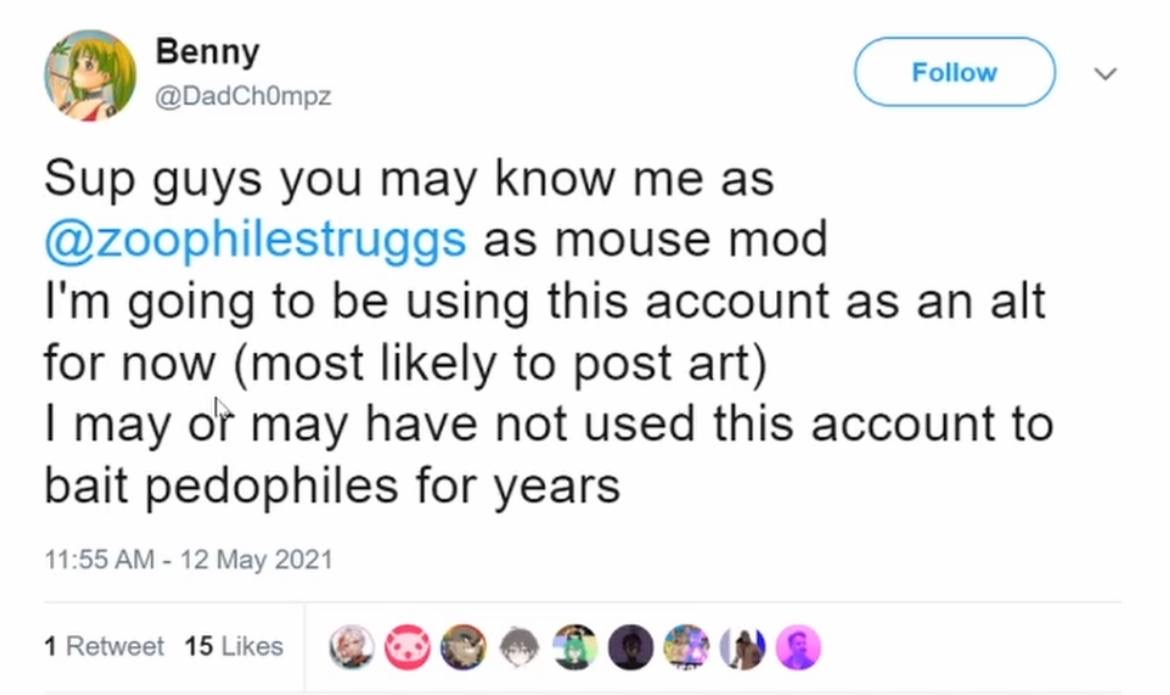 Benny
@DadCh0mpz
Follow
Sup guys you may know me as
@zoophilestruggs as mouse mod
I'm going to be using this account as an alt
for now (most likely to post art)
I may or may have not used this account to
bait pedophiles for years
11:55 AM - 12 May 2021
1 Retweet 15 Likes